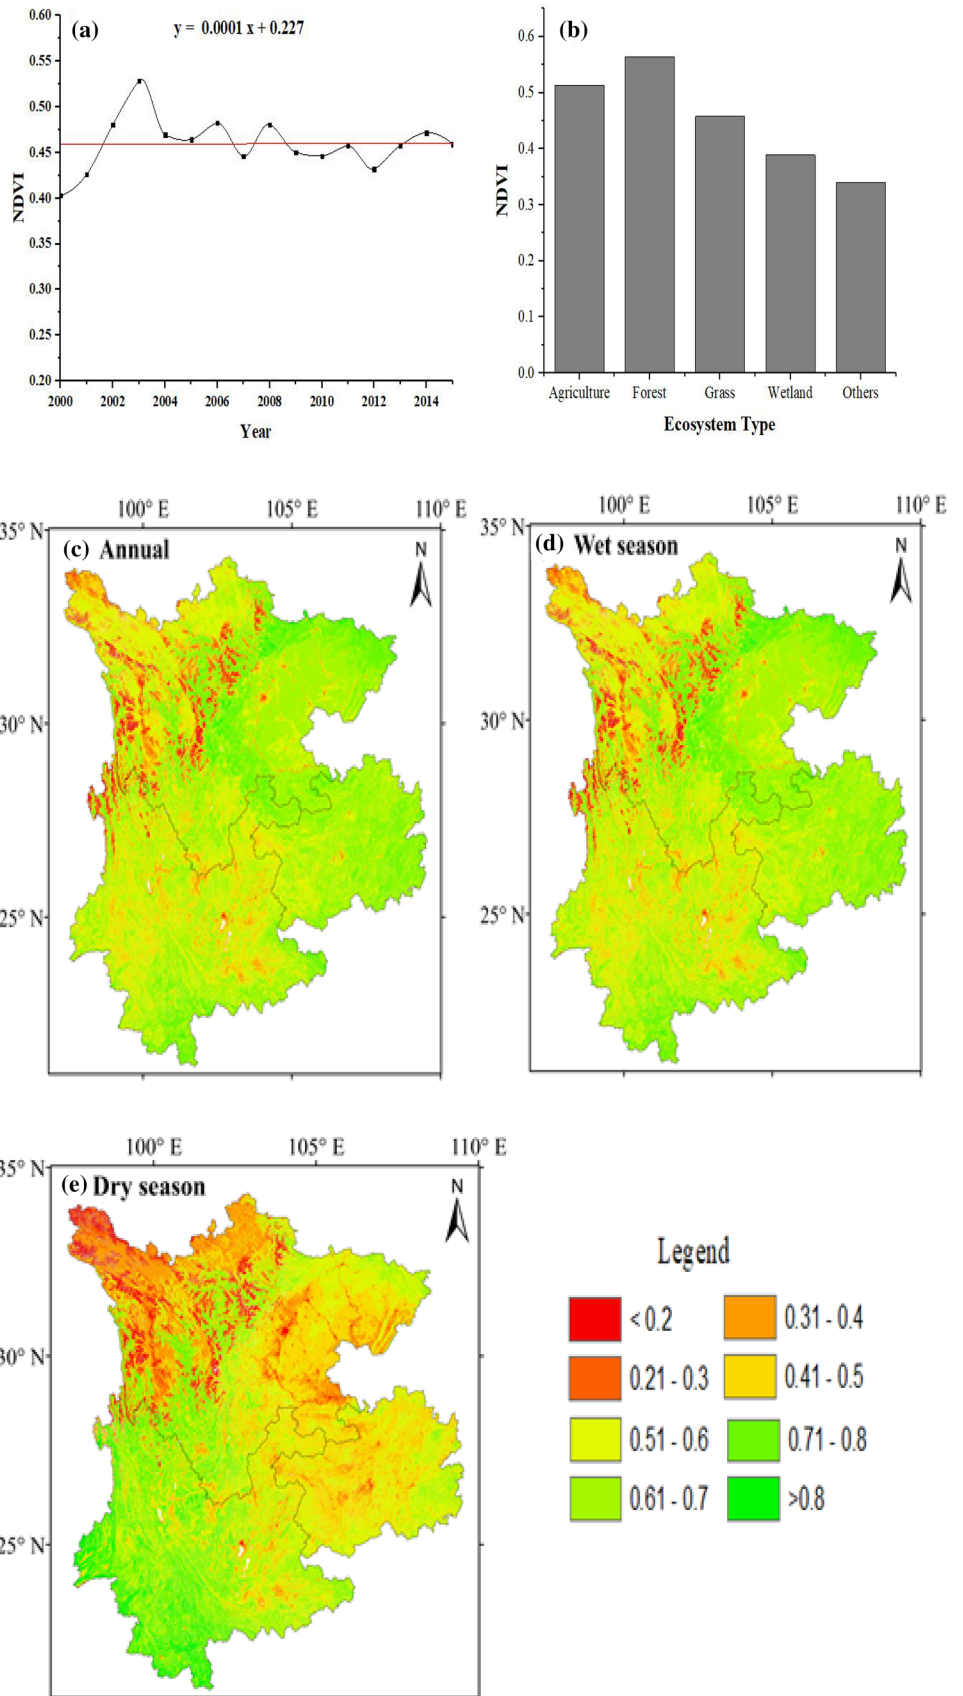 (a)
y = 0.0001 x + 0.227
0.60
0.55
0.50
0.45
0.40
0.35
0.30
0.25
0.20
NDVI
2000 2002 2004 2006 2008 2010 2012 2014
Year
(b)
0.6
0.5
0.4
0.3
0.2
0.1
0.0
NDVI
Agriculture Forest Grass Wetland Others
Ecosystem Type
100° E 105° E 110° E
35° N
(c) Annual
N
30° N
25° N
100° E 105° E 110° E
35° N
(d) Wet season
N
30° N
25° N
100° E 105° E 110° E
35° N
(e) Dry season
N
30° N
25° N
Legend
< 0.2 0.31 - 0.4
0.21 - 0.3 0.41 - 0.5
0.51 - 0.6 0.71 - 0.8
0.61 - 0.7 >0.8